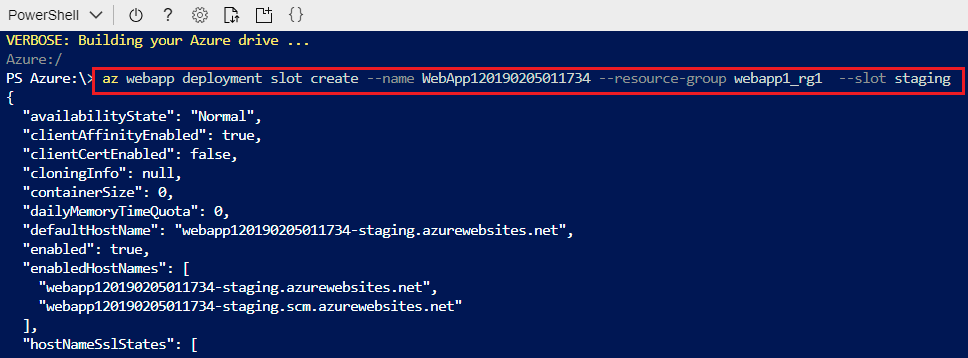 PowerShell
VERBOSE: Building your Azure drive ...
Azure:/
PS Azure:\> az webapp deployment slot create --name WebApp120190205011734 --resource-group webapp1_rg1  --slot staging
{
  "availabilityState": "Normal",
  "clientAffinityEnabled": true,
  "clientCertEnabled": false,
  "cloningInfo": null,
  "containerSize": 0,
  "dailyMemoryTimeQuota": 0,
  "defaultHostName": "webapp120190205011734-staging.azurewebsites.net",
  "enabled": true,
  "enabledHostNames": [
    "webapp120190205011734-staging.azurewebsites.net",
    "webapp120190205011734-staging.scm.azurewebsites.net"
  ],
  "hostNameSslStates": [